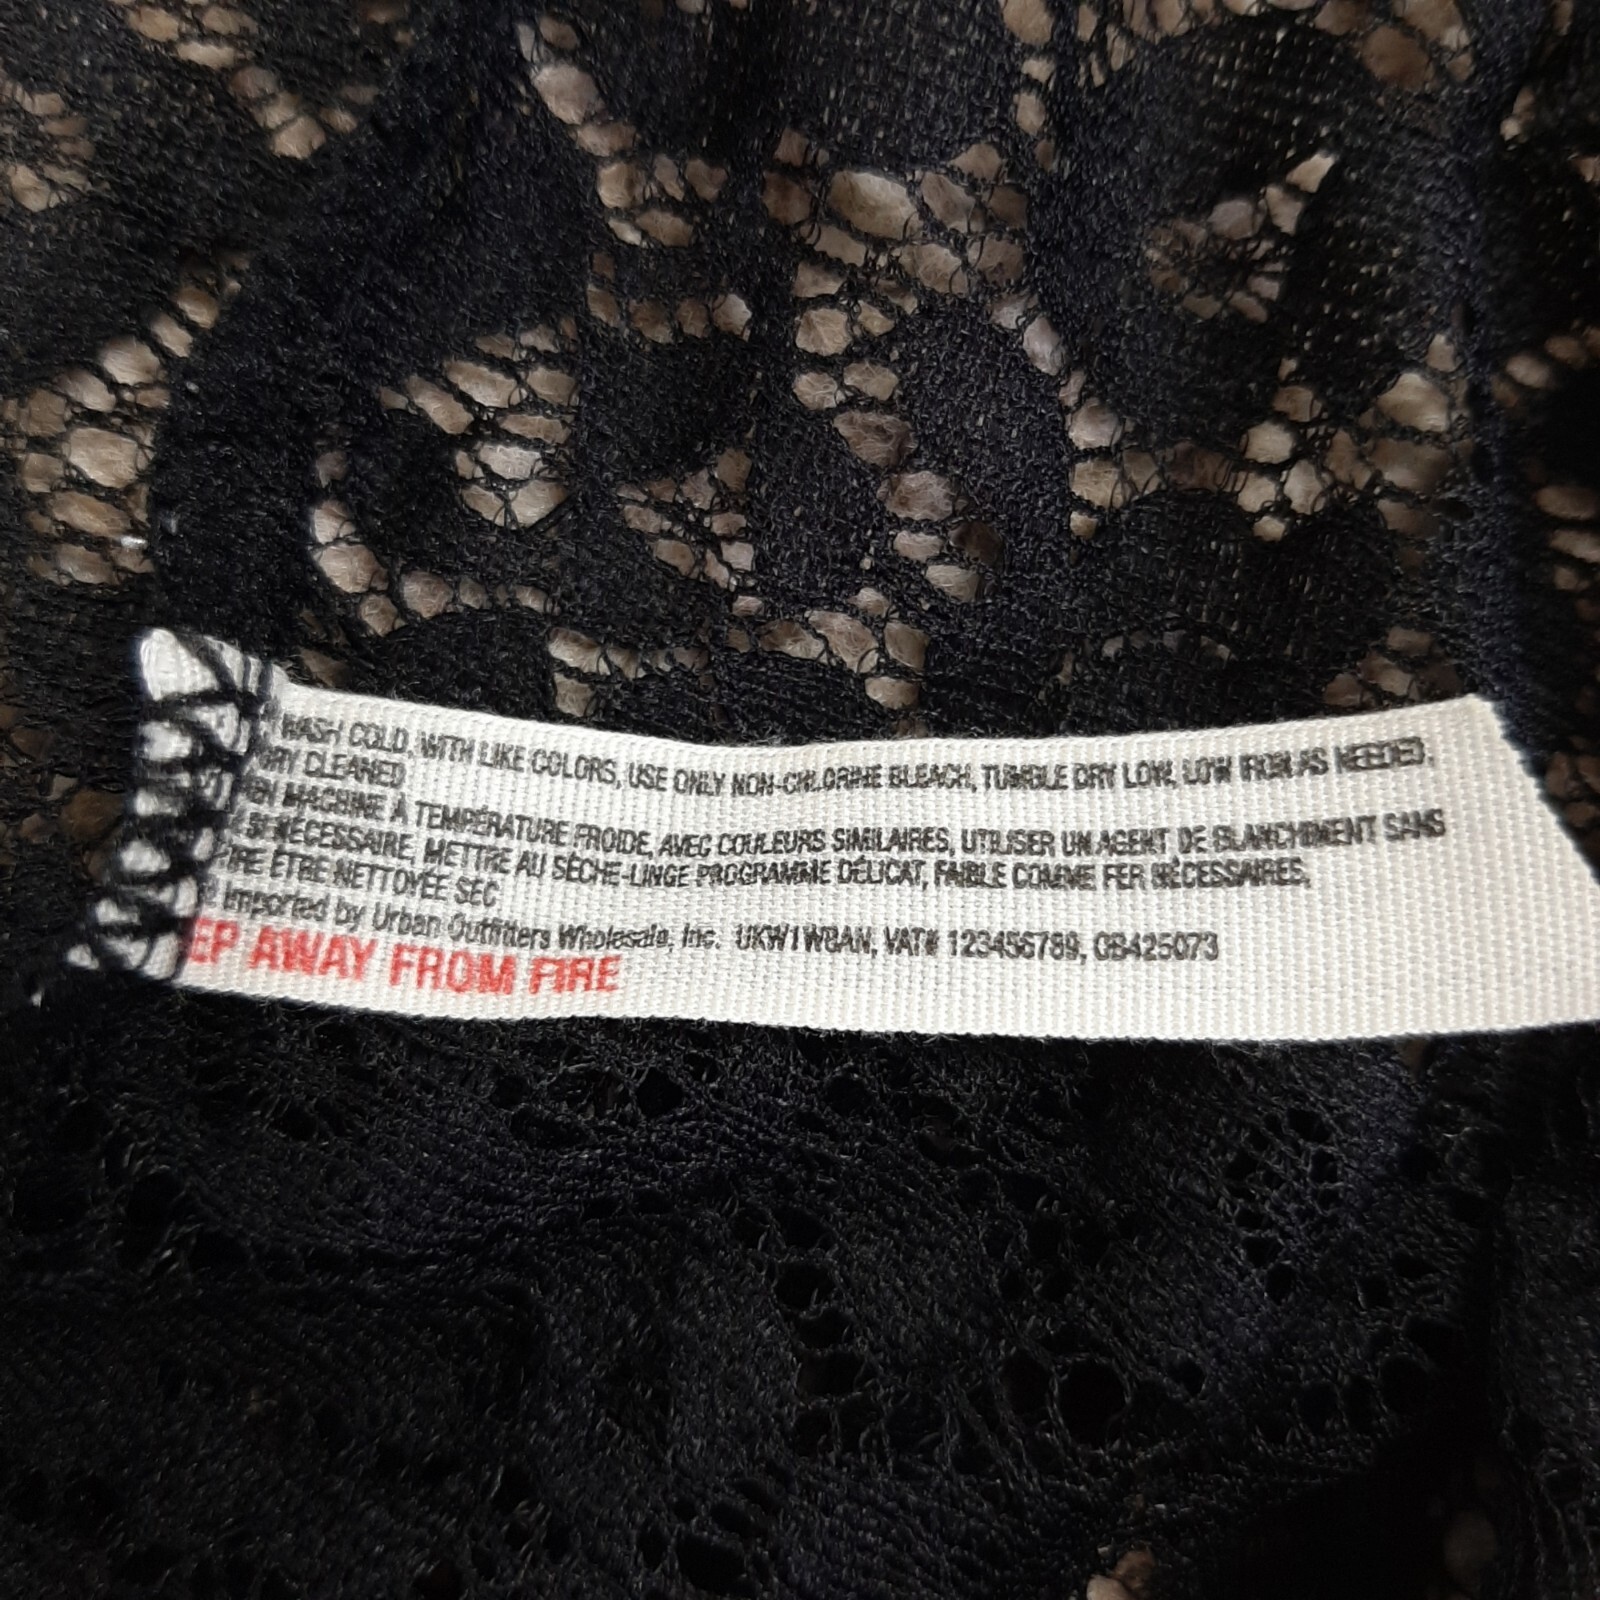 WASH COLD, WITH LIKE COLORS, USE ONLY NON-CHLORINE BLEACH, TUMBLE DRY LOW, LOW IRON AS NEEDED,
DRY CLEANED
EN MACHINE À TEMPÉRATURE FROIDE, AVEC COULEURS SIMILAIRES, UTILISER UN AGENT DE BLANCHIMENT SANS
SI NÉCESSAIRE, METTRE AU SÈCHE-LINGE PROGRAMME DÉLICAT, FAIBLE COMME FER NÉCESSAIRES,
ÊTRE NETTOYÉE SEC
Imported by Urban Outfitters Wholesale, Inc. UKW1W8AN, VAT# 123456789, GB425073
EP AWAY FROM FIRE